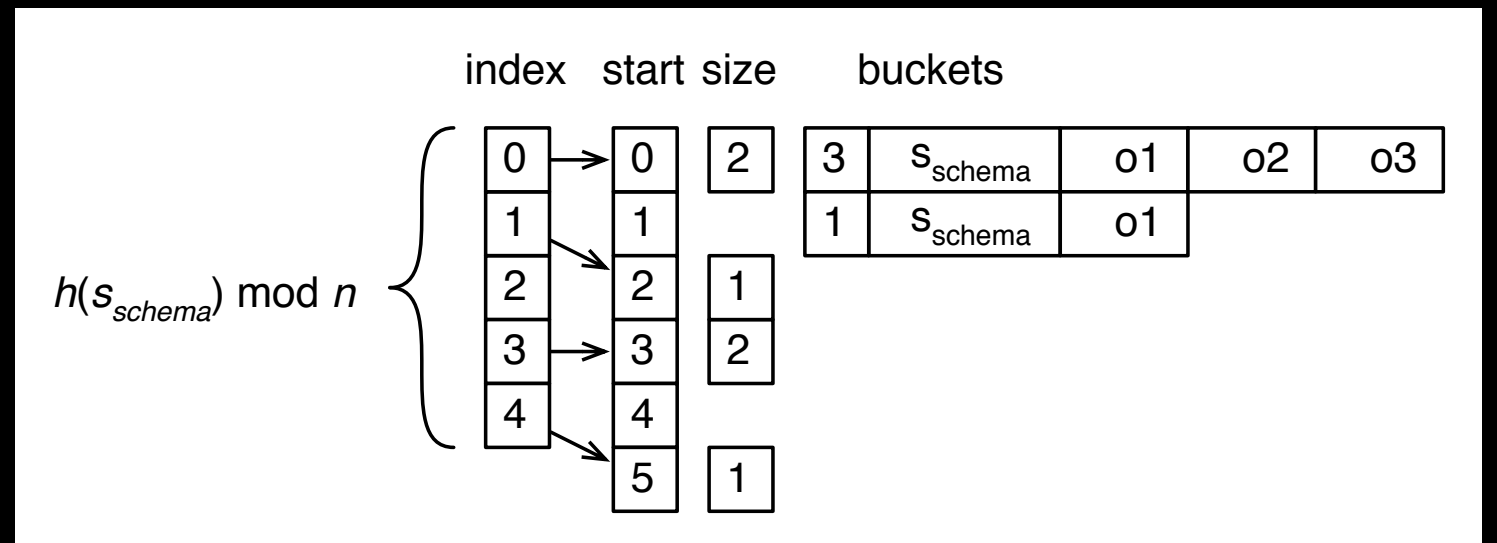 index start size buckets
0 0 2 3 s_schema o1 o2 o3
1 1 1 s_schema o1
h(s_schema) mod n 2 2 1
3 3 2
4 4
5 1